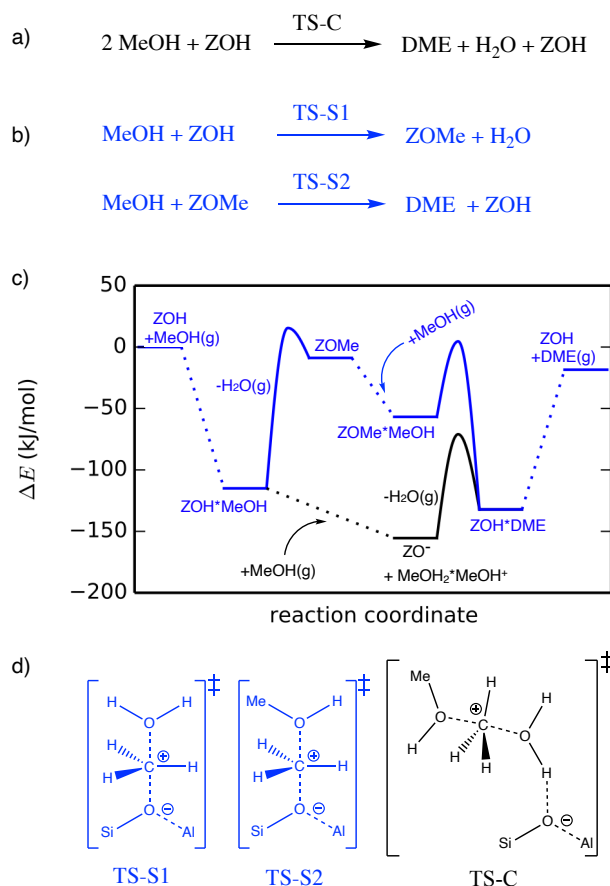 a)
2 MeOH + ZOH TS-C DME + H₂O + ZOH
b)
MeOH + ZOH TS-S1 ZOMe + H₂O
MeOH + ZOMe TS-S2 DME + ZOH
c)
ΔE (kJ/mol)
50
0
−50
−100
−150
−200
ZOH
+MeOH(g)
ZOH*MeOH
-H₂O(g)
ZOMe
+MeOH(g)
ZOMe*MeOH
ZOH
+DME(g)
-H₂O(g)
ZOH*DME
+MeOH(g)
ZO⁻
+ MeOH₂*MeOH⁺
reaction coordinate
d)
H H ‡
O
H H C ⊕ H
O ⊖
Si Al
TS-S1
Me H ‡
O
H H C ⊕ H
O ⊖
Si Al
TS-S2
‡
Me H H
O C ⊕ O
H H H H
O ⊖
Si Al
TS-C